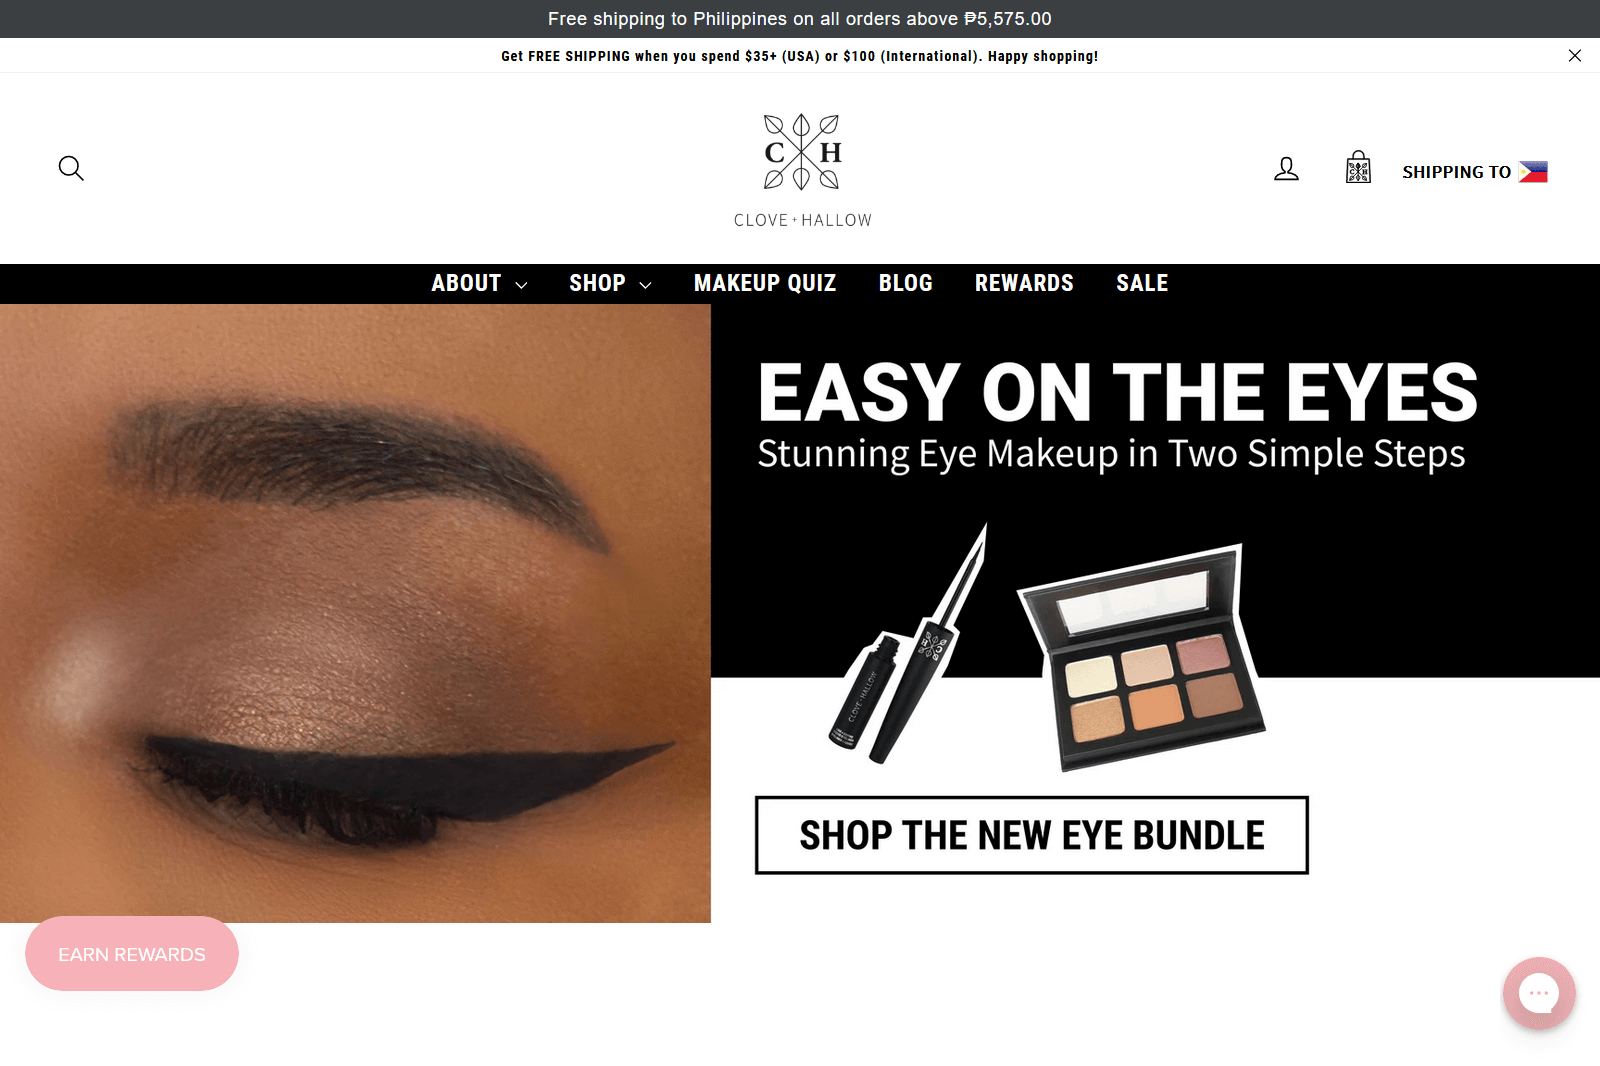 Free shipping to Philippines on all orders above ₱5,575.00
Get FREE SHIPPING when you spend $35+ (USA) or $100 (International). Happy shopping!
C H
CLOVE + HALLOW
SHIPPING TO
ABOUT
SHOP
MAKEUP QUIZ
BLOG
REWARDS
SALE
EASY ON THE EYES
Stunning Eye Makeup in Two Simple Steps
CLOVE + HALLOW
SHOP THE NEW EYE BUNDLE
EARN REWARDS